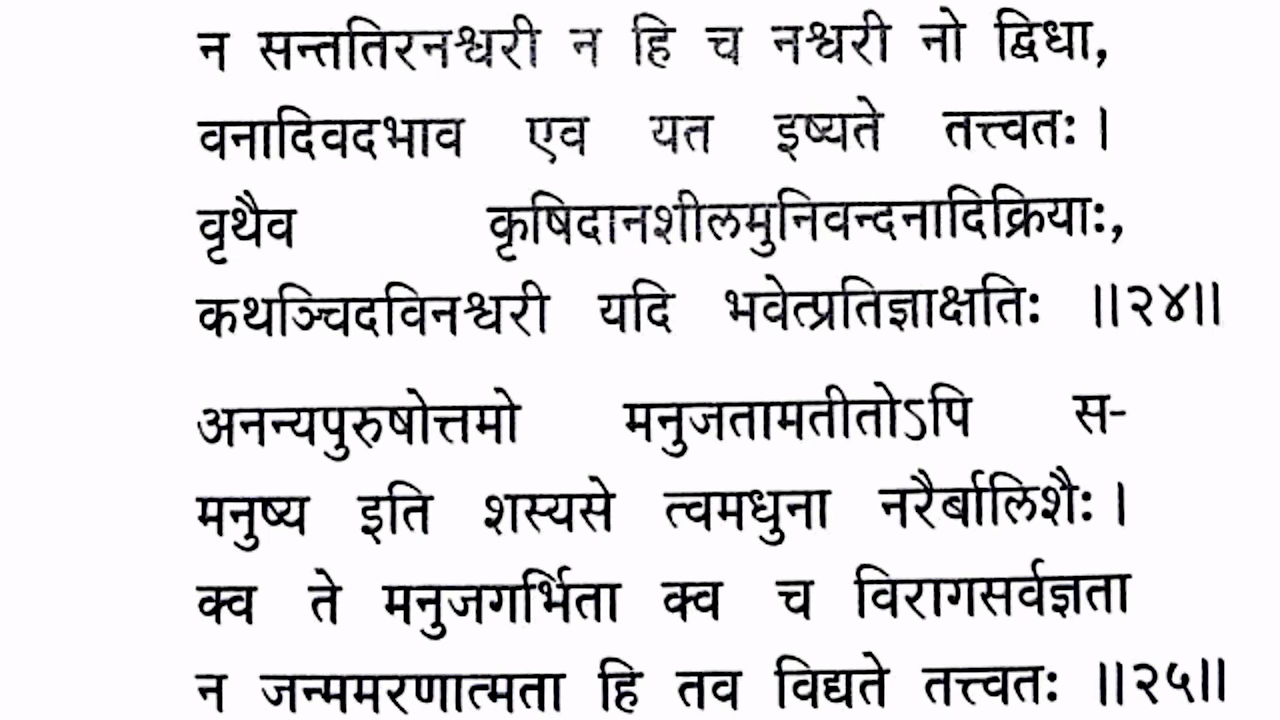 न सन्ततिरनश्वरी न हि च नश्वरी नो द्विधा,
वनादिवदभाव एव यत इष्यते तत्त्वतः।
वृथैव कृषिदानशीलमुनिवन्दनादिक्रियाः,
कथञ्चिदविनश्वरी यदि भवेत्प्रतिज्ञाक्षतिः ॥२४॥
अनन्यपुरुषोत्तमो मनुजतामतीतोऽपि स-
मनुष्य इति शस्यसे त्वमधुना नरैर्बालिशैः।
क्व ते मनुजगर्भिता क्व च विरागसर्वज्ञता
न जन्ममरणात्मता हि तव विद्यते तत्त्वतः ॥२५॥